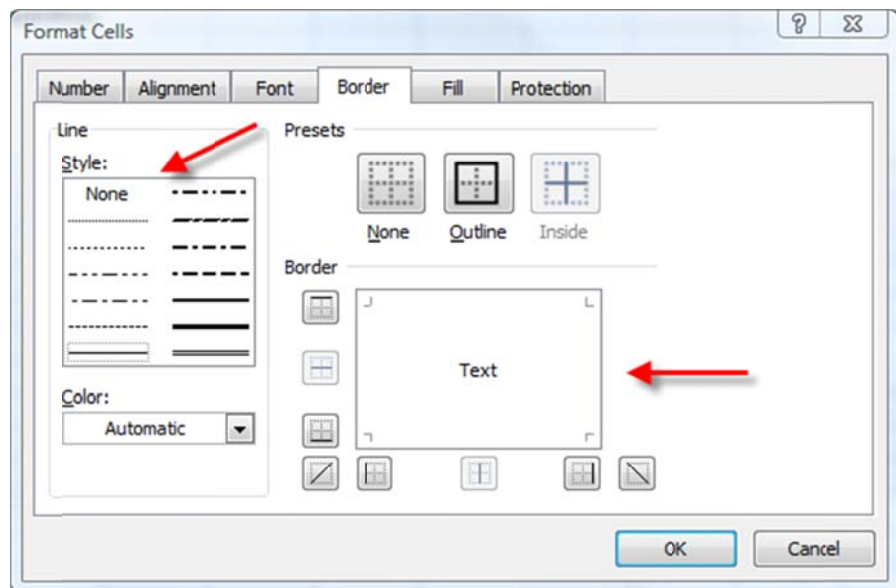 Format Cells
Number Alignment Font Border Fill Protection
Line
Style:
None
Color:
Automatic
Presets
None Outline Inside
Border
Text
OK Cancel